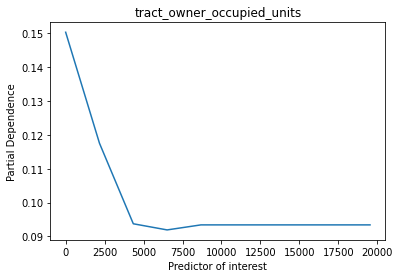 tract_owner_occupied_units
0.15
0.14
0.13
0.12
0.11
0.10
0.09
Partial Dependence
0 2500 5000 7500 10000 12500 15000 17500 20000
Predictor of interest